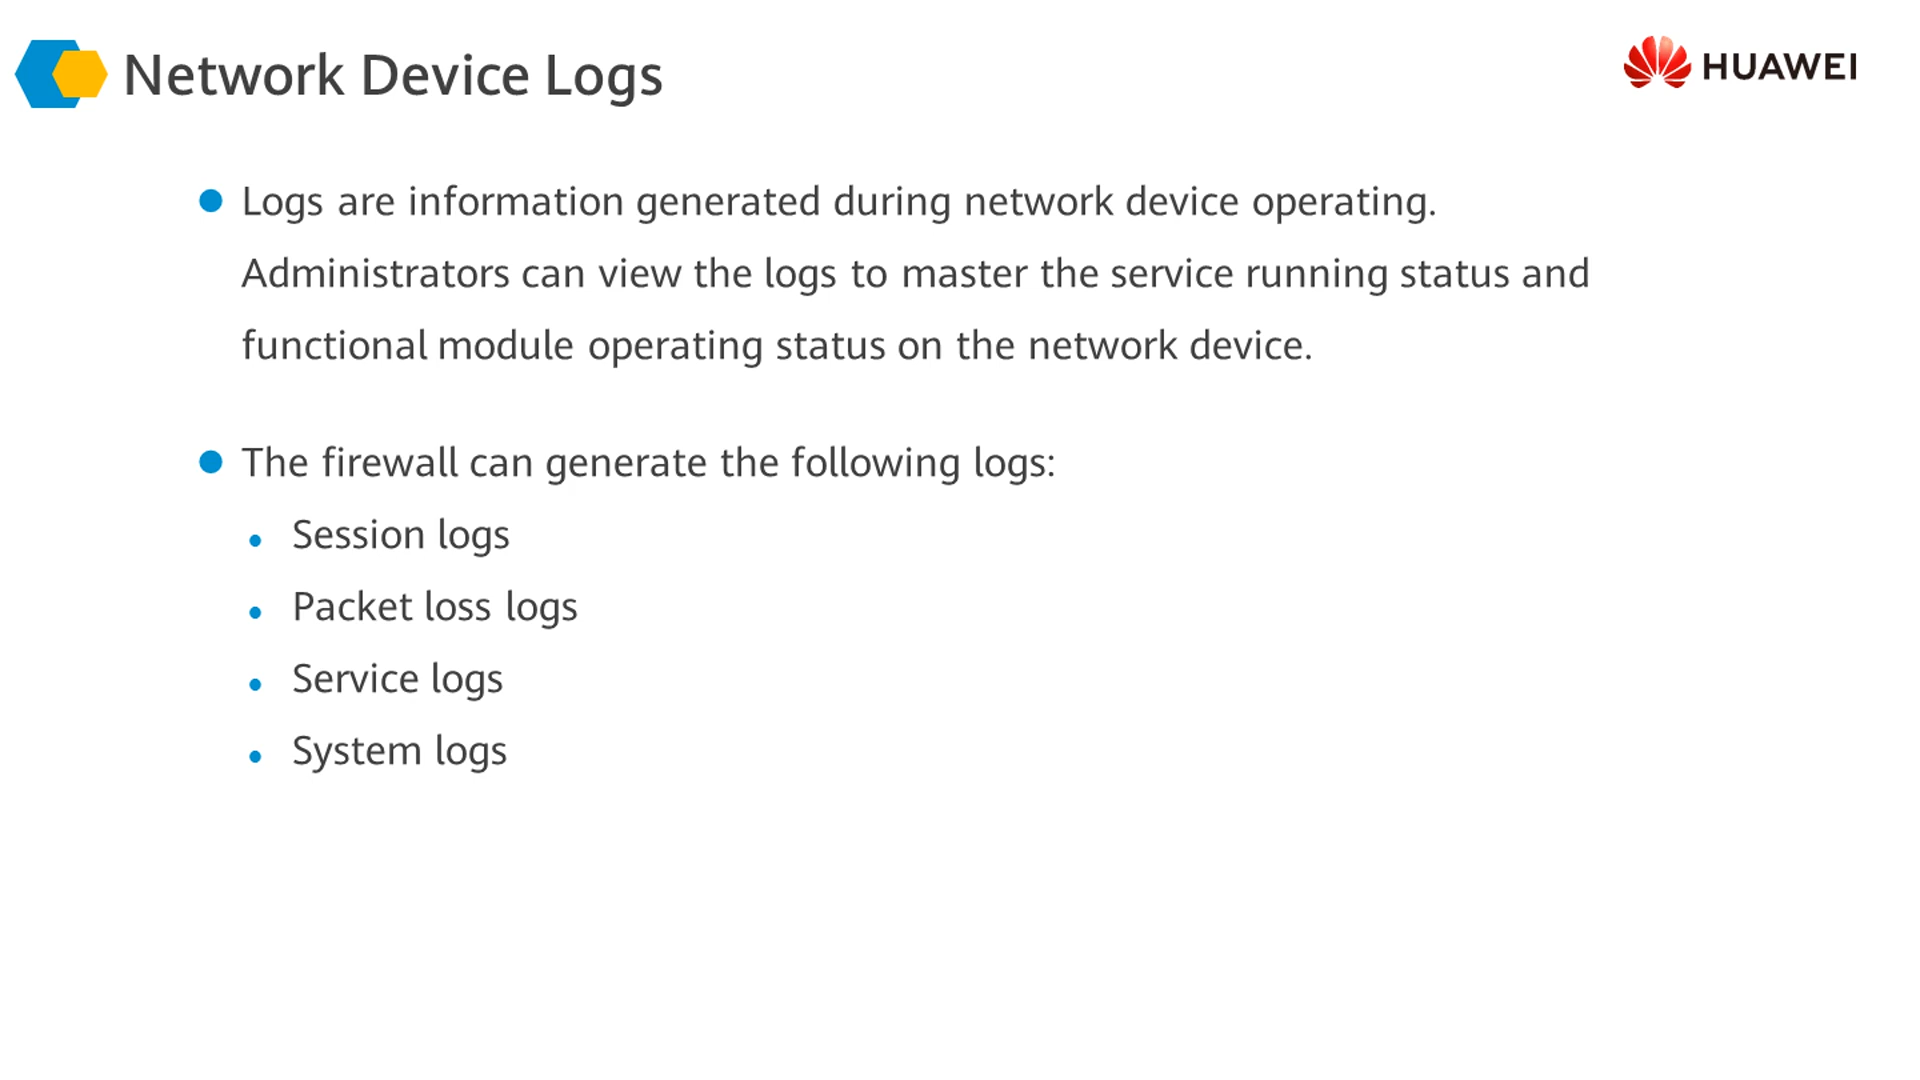 Network Device Logs
HUAWEI
Logs are information generated during network device operating.
Administrators can view the logs to master the service running status and
functional module operating status on the network device.
The firewall can generate the following logs:
Session logs
Packet loss logs
Service logs
System logs